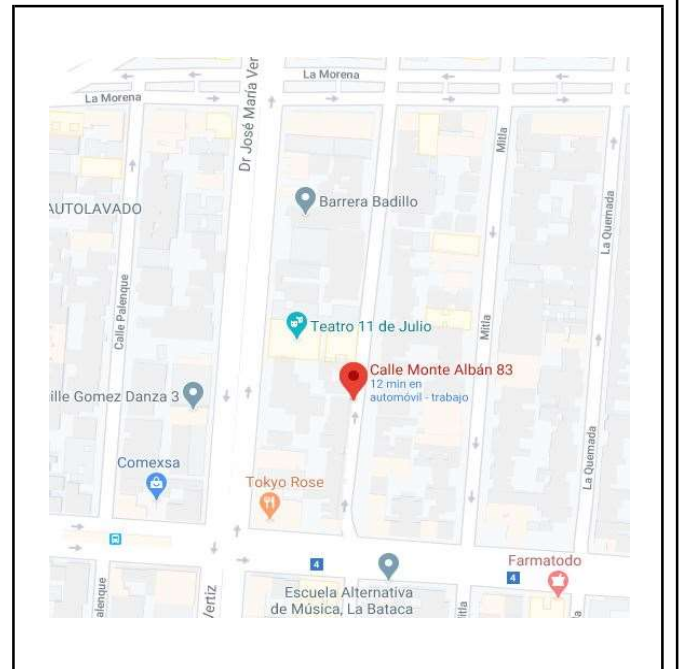 La Morena
La Morena
Dr José María Ver
Mitla
AUTOLAVADO
Barrera Badillo
La Quemada
Calle Palenque
Teatro 11 de Julio
Mitla
Calle Monte Albán 83
12 min en
automóvil - trabajo
ille Gomez Danza 3
Comexsa
Tokyo Rose
La Quemada
4
Farmatodo
4
Escuela Alternativa
de Música, La Bataca
alenque
Vertiz
itla
a